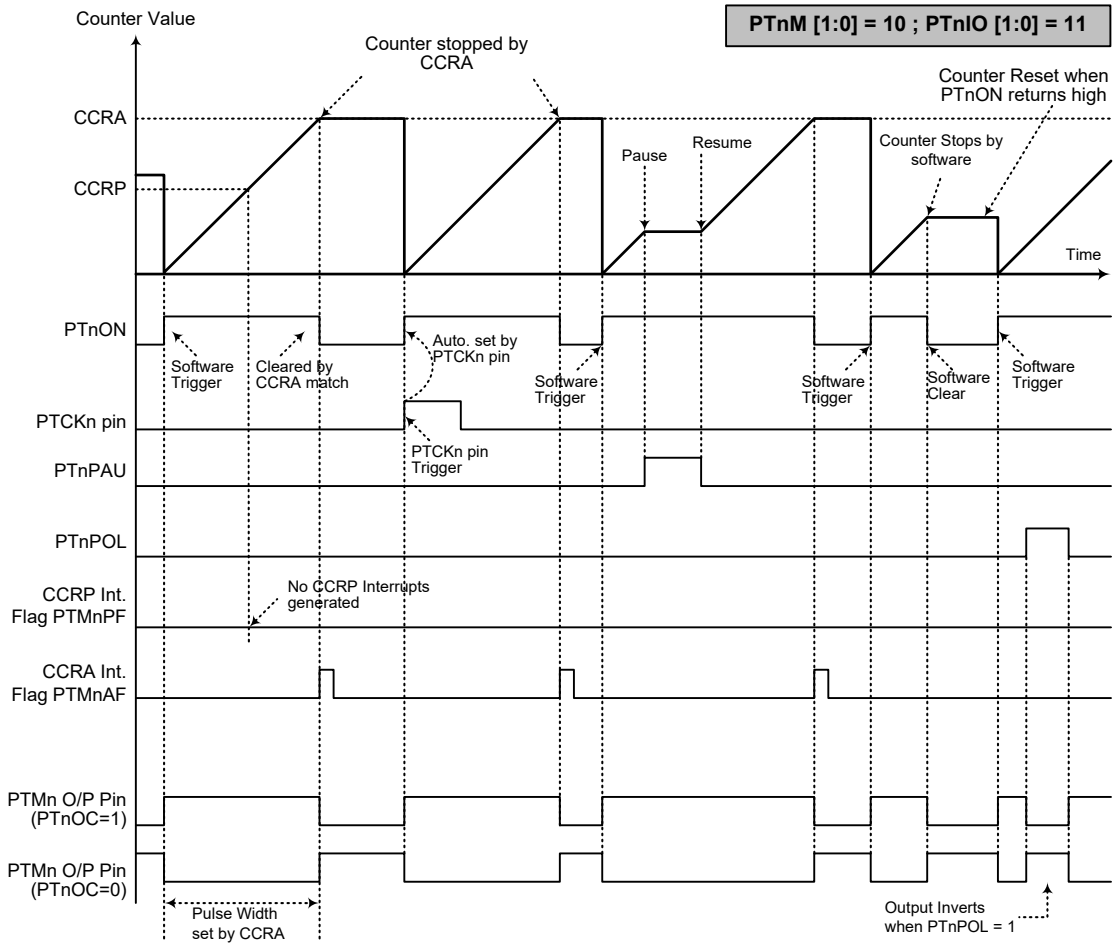 Counter Value
PTnM [1:0] = 10 ; PTnIO [1:0] = 11
Counter stopped by
CCRA
Counter Reset when
PTnON returns high
CCRA
Pause
Resume
Counter Stops by
software
CCRP
Time
PTnON
Software
Trigger
Cleared by
CCRA match
Auto. set by
PTCKn pin
Software
Trigger
Software
Trigger
Software
Clear
Software
Trigger
PTCKn pin
PTCKn pin
Trigger
PTnPAU
PTnPOL
CCRP Int.
Flag PTMnPF
No CCRP Interrupts
generated
CCRA Int.
Flag PTMnAF
PTMn O/P Pin
(PTnOC=1)
PTMn O/P Pin
(PTnOC=0)
Pulse Width
set by CCRA
Output Inverts
when PTnPOL = 1